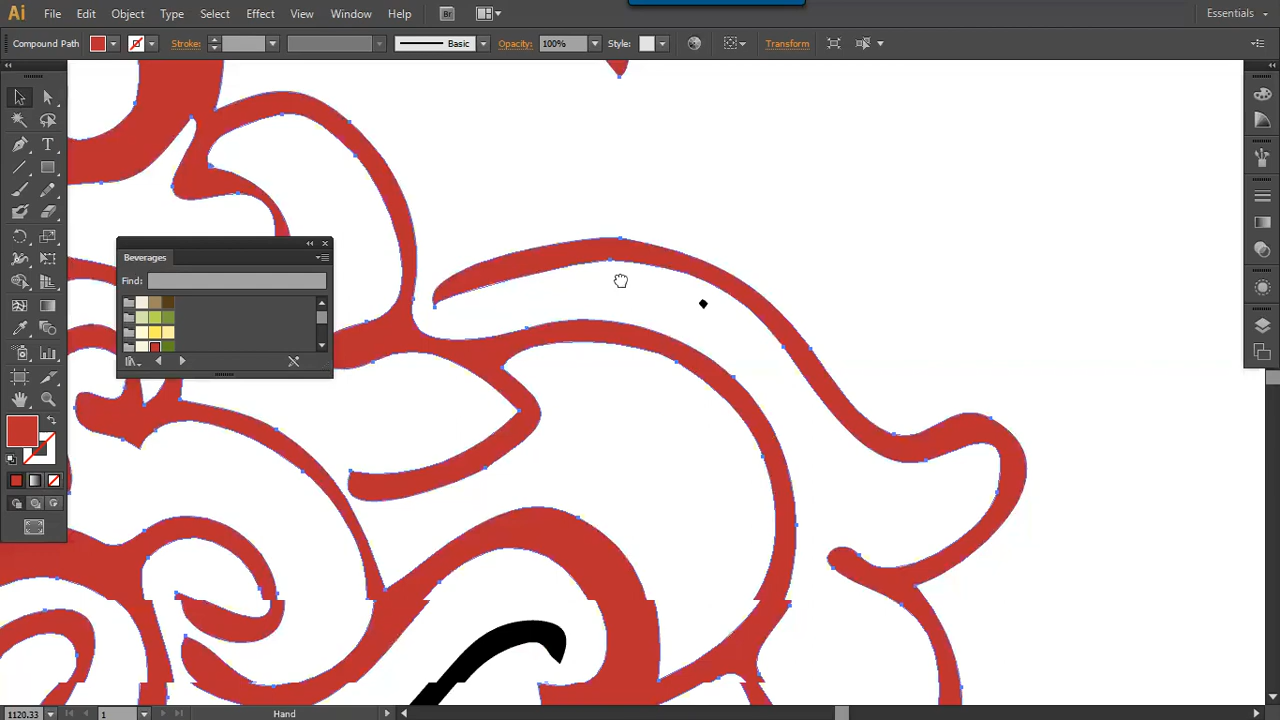 Ai File Edit Object Type Select Effect View Window Help Br Essentials
Compound Path Stroke: Basic Opacity: 100% Style: Transform
Beverages
Find:
T
1120.33 1 Hand